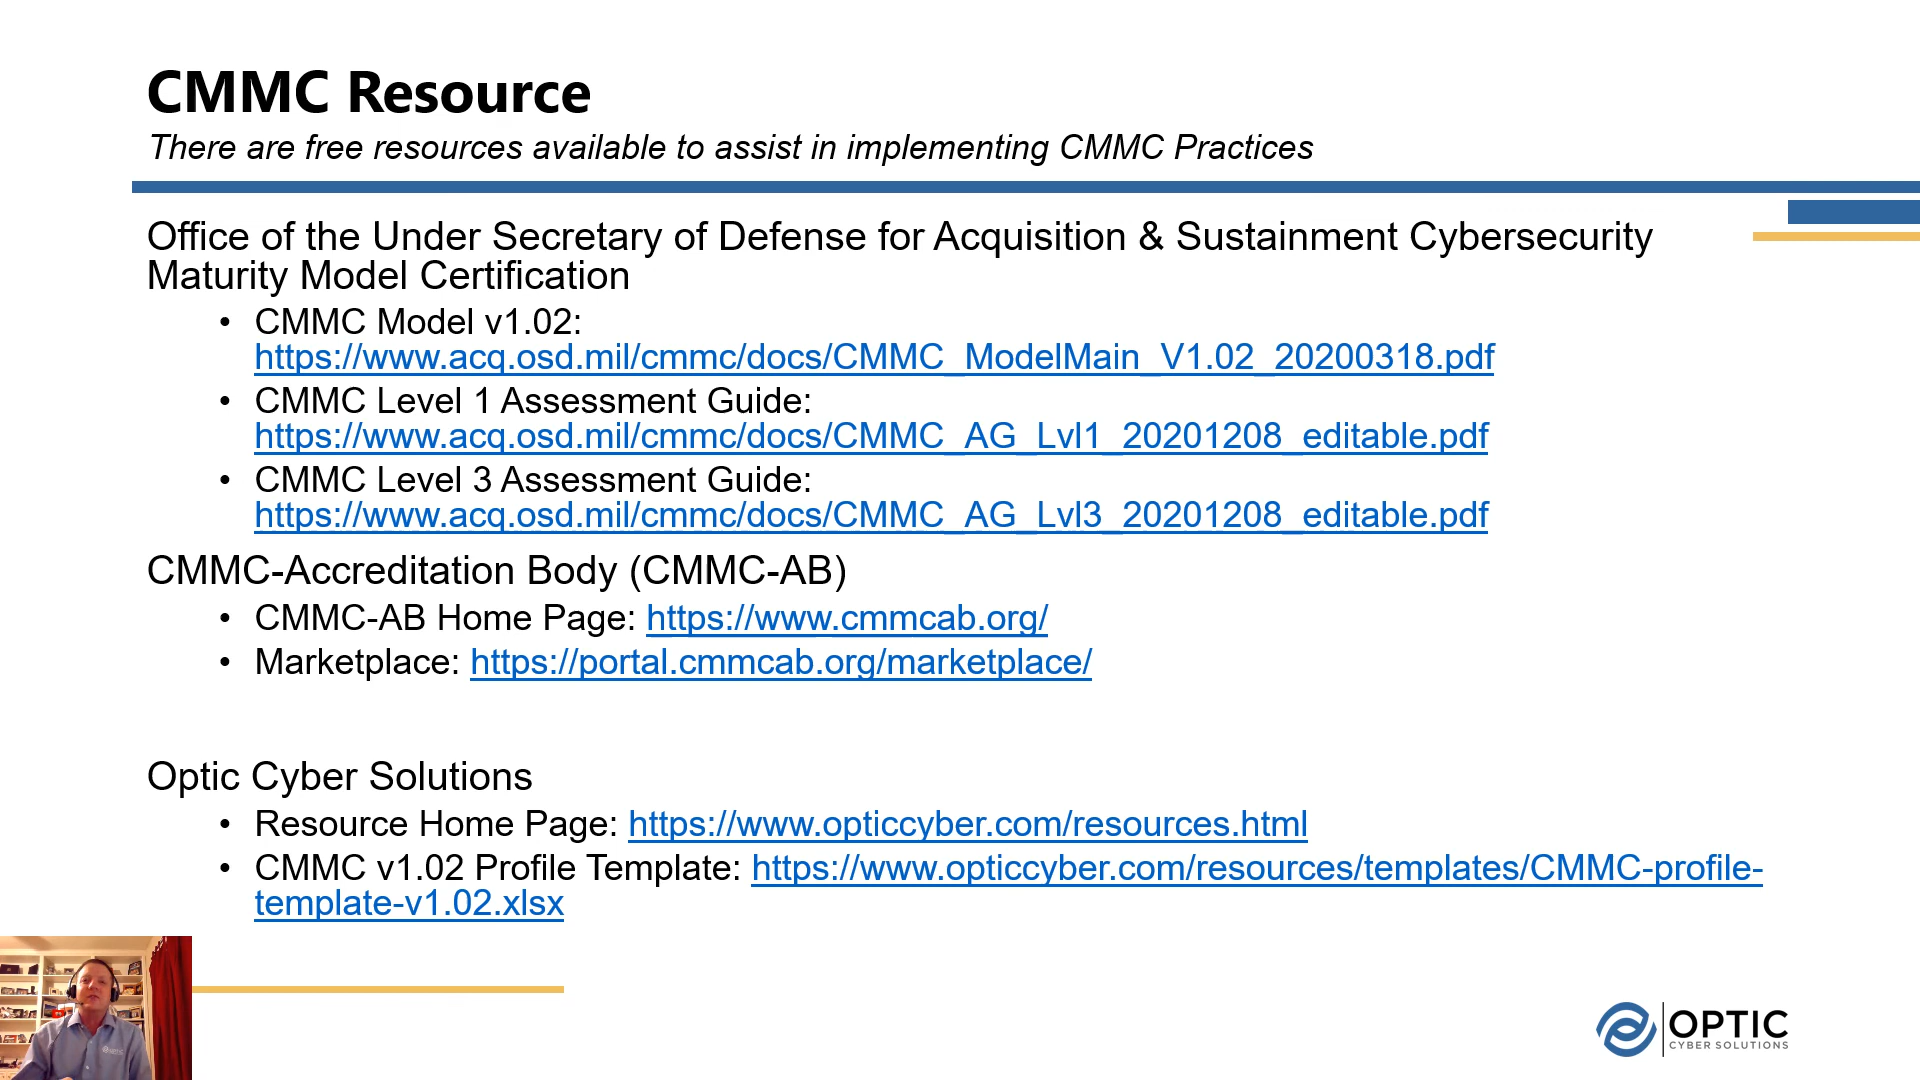 CMMC Resource
There are free resources available to assist in implementing CMMC Practices
Office of the Under Secretary of Defense for Acquisition & Sustainment Cybersecurity
Maturity Model Certification
• CMMC Model v1.02:
https://www.acq.osd.mil/cmmc/docs/CMMC_ModelMain_V1.02_20200318.pdf
• CMMC Level 1 Assessment Guide:
https://www.acq.osd.mil/cmmc/docs/CMMC_AG_Lvl1_20201208_editable.pdf
• CMMC Level 3 Assessment Guide:
https://www.acq.osd.mil/cmmc/docs/CMMC_AG_Lvl3_20201208_editable.pdf
CMMC-Accreditation Body (CMMC-AB)
• CMMC-AB Home Page: https://www.cmmcab.org/
• Marketplace: https://portal.cmmcab.org/marketplace/
Optic Cyber Solutions
• Resource Home Page: https://www.opticcyber.com/resources.html
• CMMC v1.02 Profile Template: https://www.opticcyber.com/resources/templates/CMMC-profile-
template-v1.02.xlsx
OPTIC
CYBER SOLUTIONS